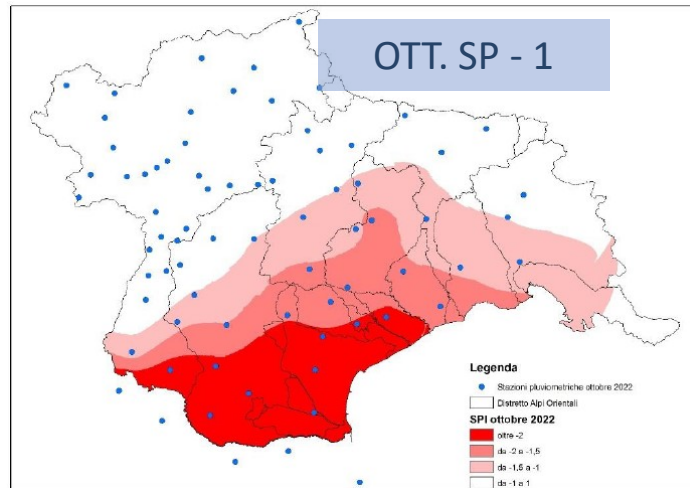 OTT. SP - 1
Legenda
Stazioni pluviometriche ottobre 2022
Distretto Alpi Orientali
SPI ottobre 2022
oltre -2
da -2 a -1,5
da -1,5 a -1
da -1 a 1